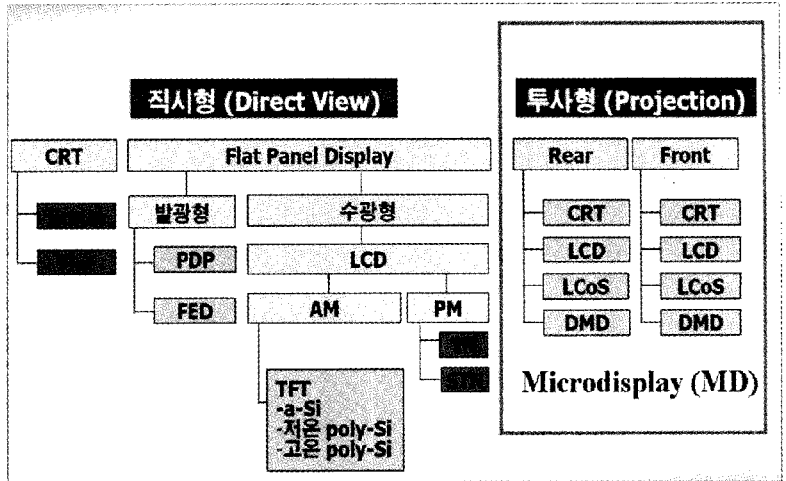 직시형 (Direct View)
투사형 (Projection)
CRT
Flat Panel Display
Rear
Front
발광형
수광형
CRT
CRT
PDP
LCD
LCD
LCD
LCoS
LCoS
FED
AM
PM
DMD
DMD
Microdisplay (MD)
TFT
-a-Si
-저온 poly-Si
-고온 poly-Si